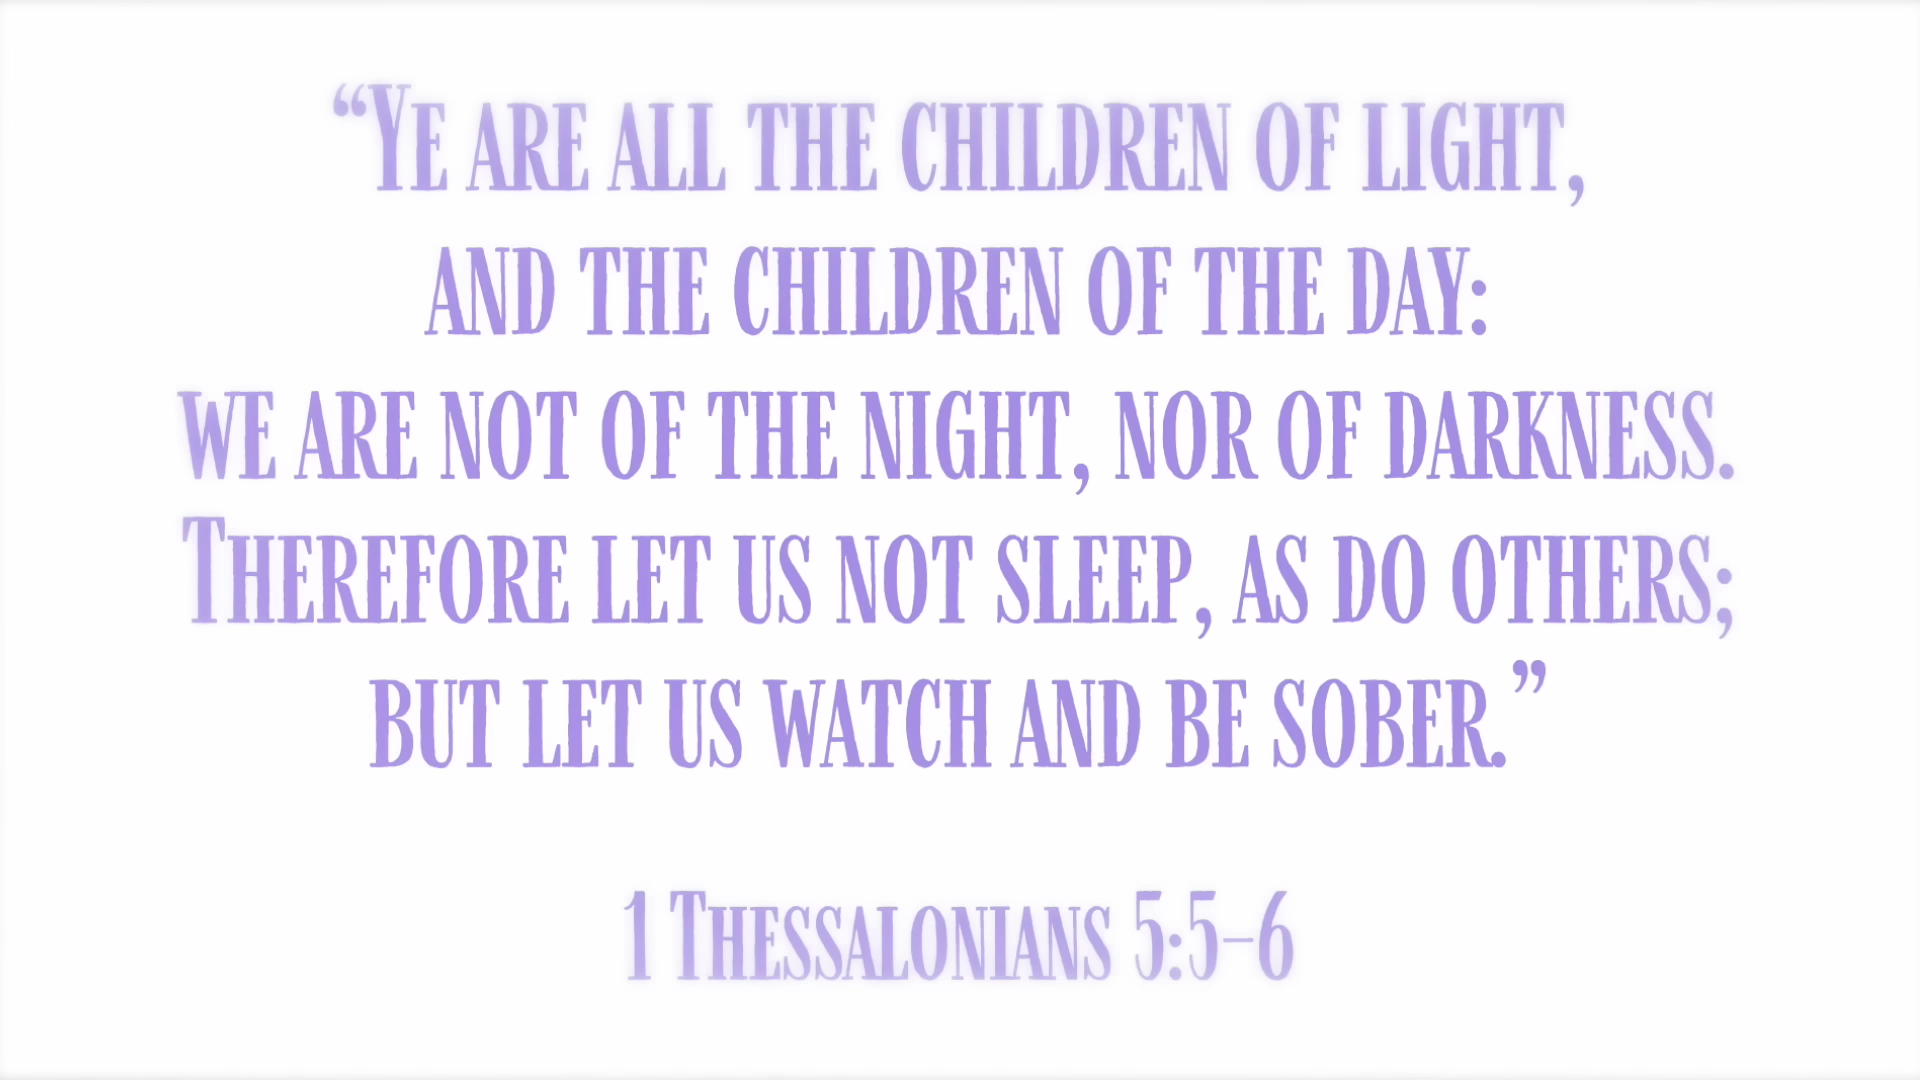 “Ye are all the children of light,
and the children of the day:
we are not of the night, nor of darkness.
Therefore let us not sleep, as do others;
but let us watch and be sober.”
1 Thessalonians 5:5–6